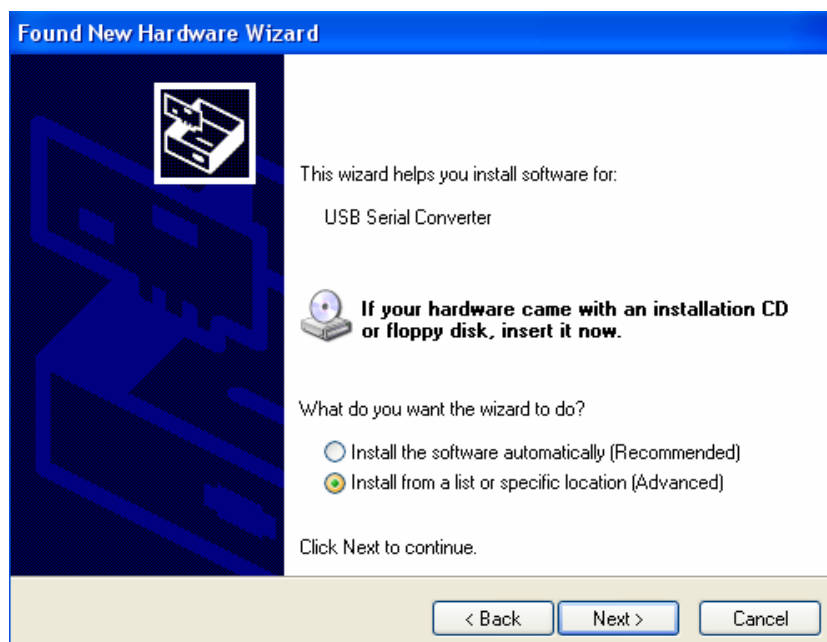 Found New Hardware Wizard
This wizard helps you install software for:
USB Serial Converter
If your hardware came with an installation CD
or floppy disk, insert it now.
What do you want the wizard to do?
Install the software automatically (Recommended)
Install from a list or specific location (Advanced)
Click Next to continue.
< Back Next > Cancel